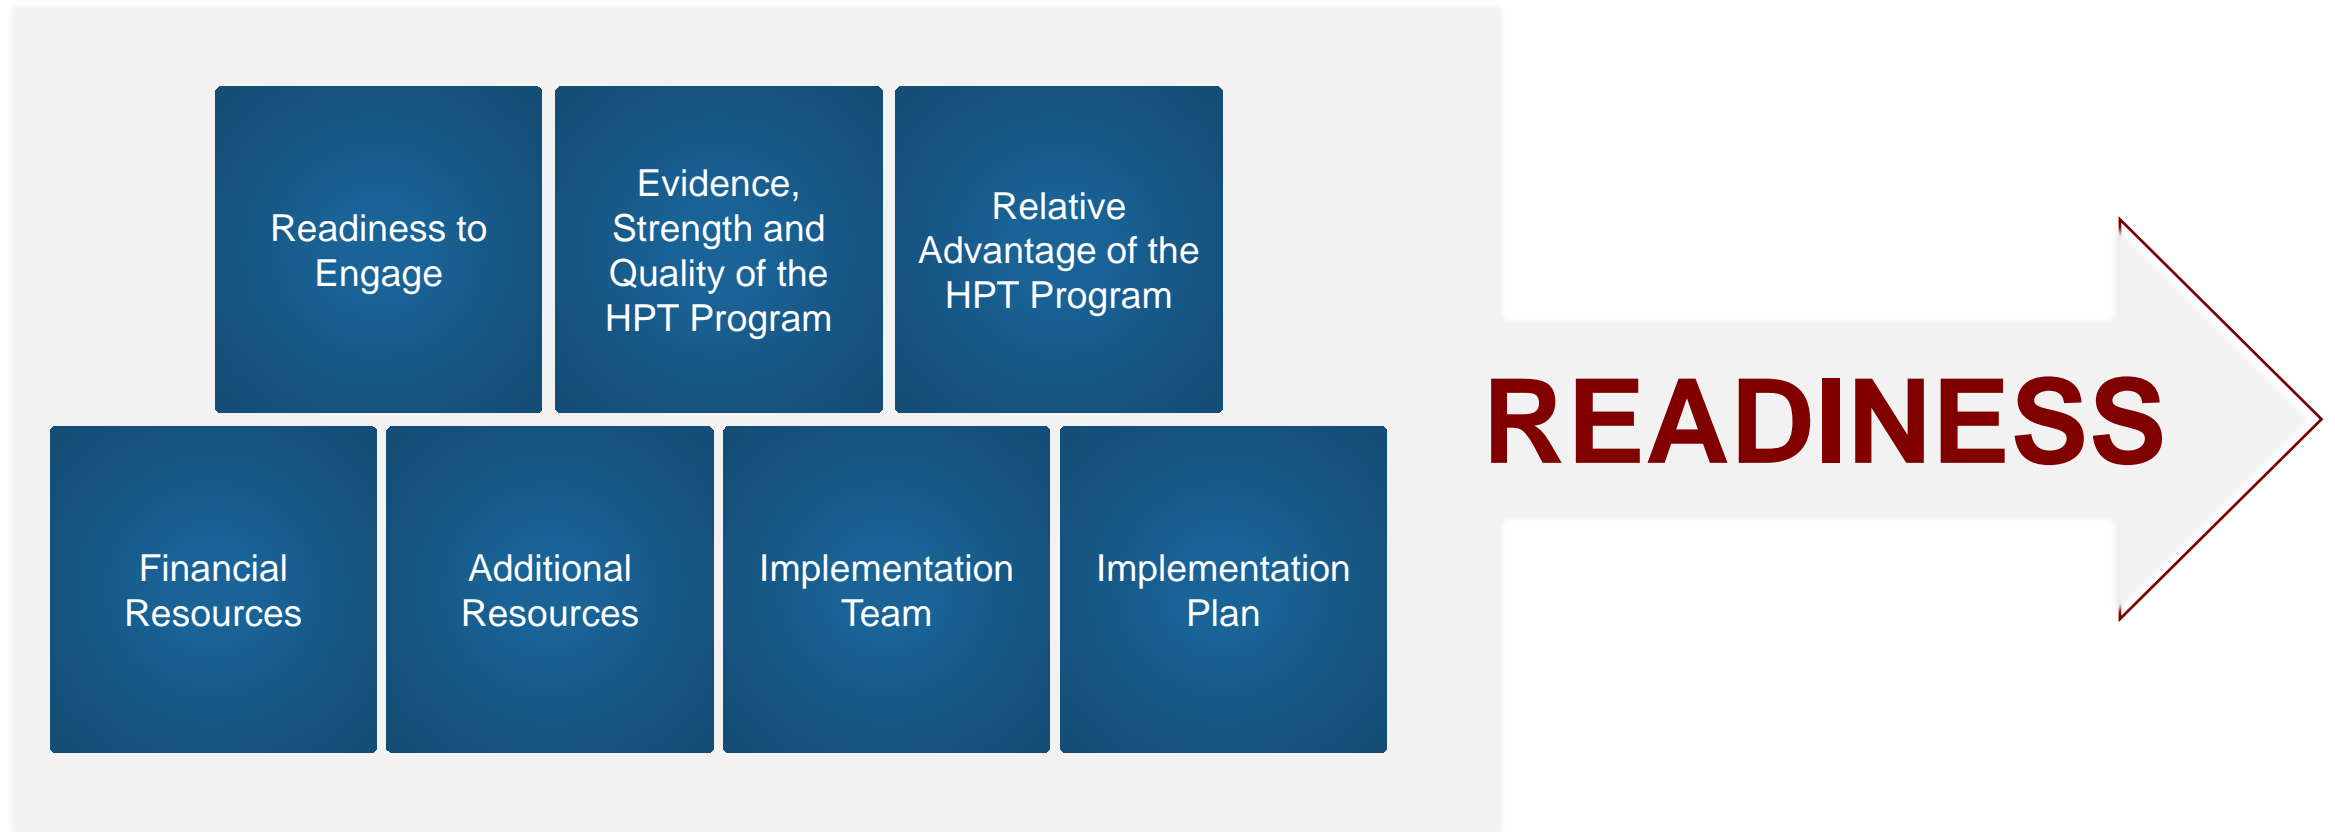 Readiness to
Engage
Evidence,
Strength and
Quality of the
HPT Program
Relative
Advantage of the
HPT Program
Financial
Resources
Additional
Resources
Implementation
Team
Implementation
Plan
READINESS